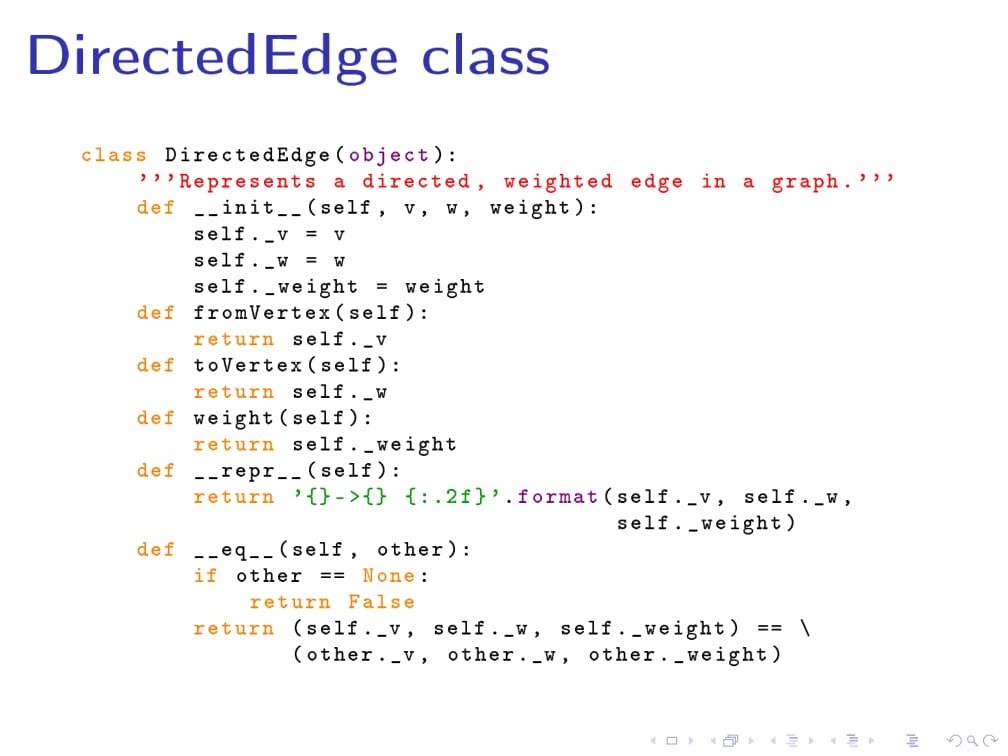 DirectedEdge class
class DirectedEdge(object):
    '''Represents a directed, weighted edge in a graph.'''
    def __init__(self, v, w, weight):
        self._v = v
        self._w = w
        self._weight = weight
    def fromVertex(self):
        return self._v
    def toVertex(self):
        return self._w
    def weight(self):
        return self._weight
    def __repr__(self):
        return '{}->{} {:.2f}'.format(self._v, self._w,
                                      self._weight)
    def __eq__(self, other):
        if other == None:
            return False
        return (self._v, self._w, self._weight) == \
               (other._v, other._w, other._weight)